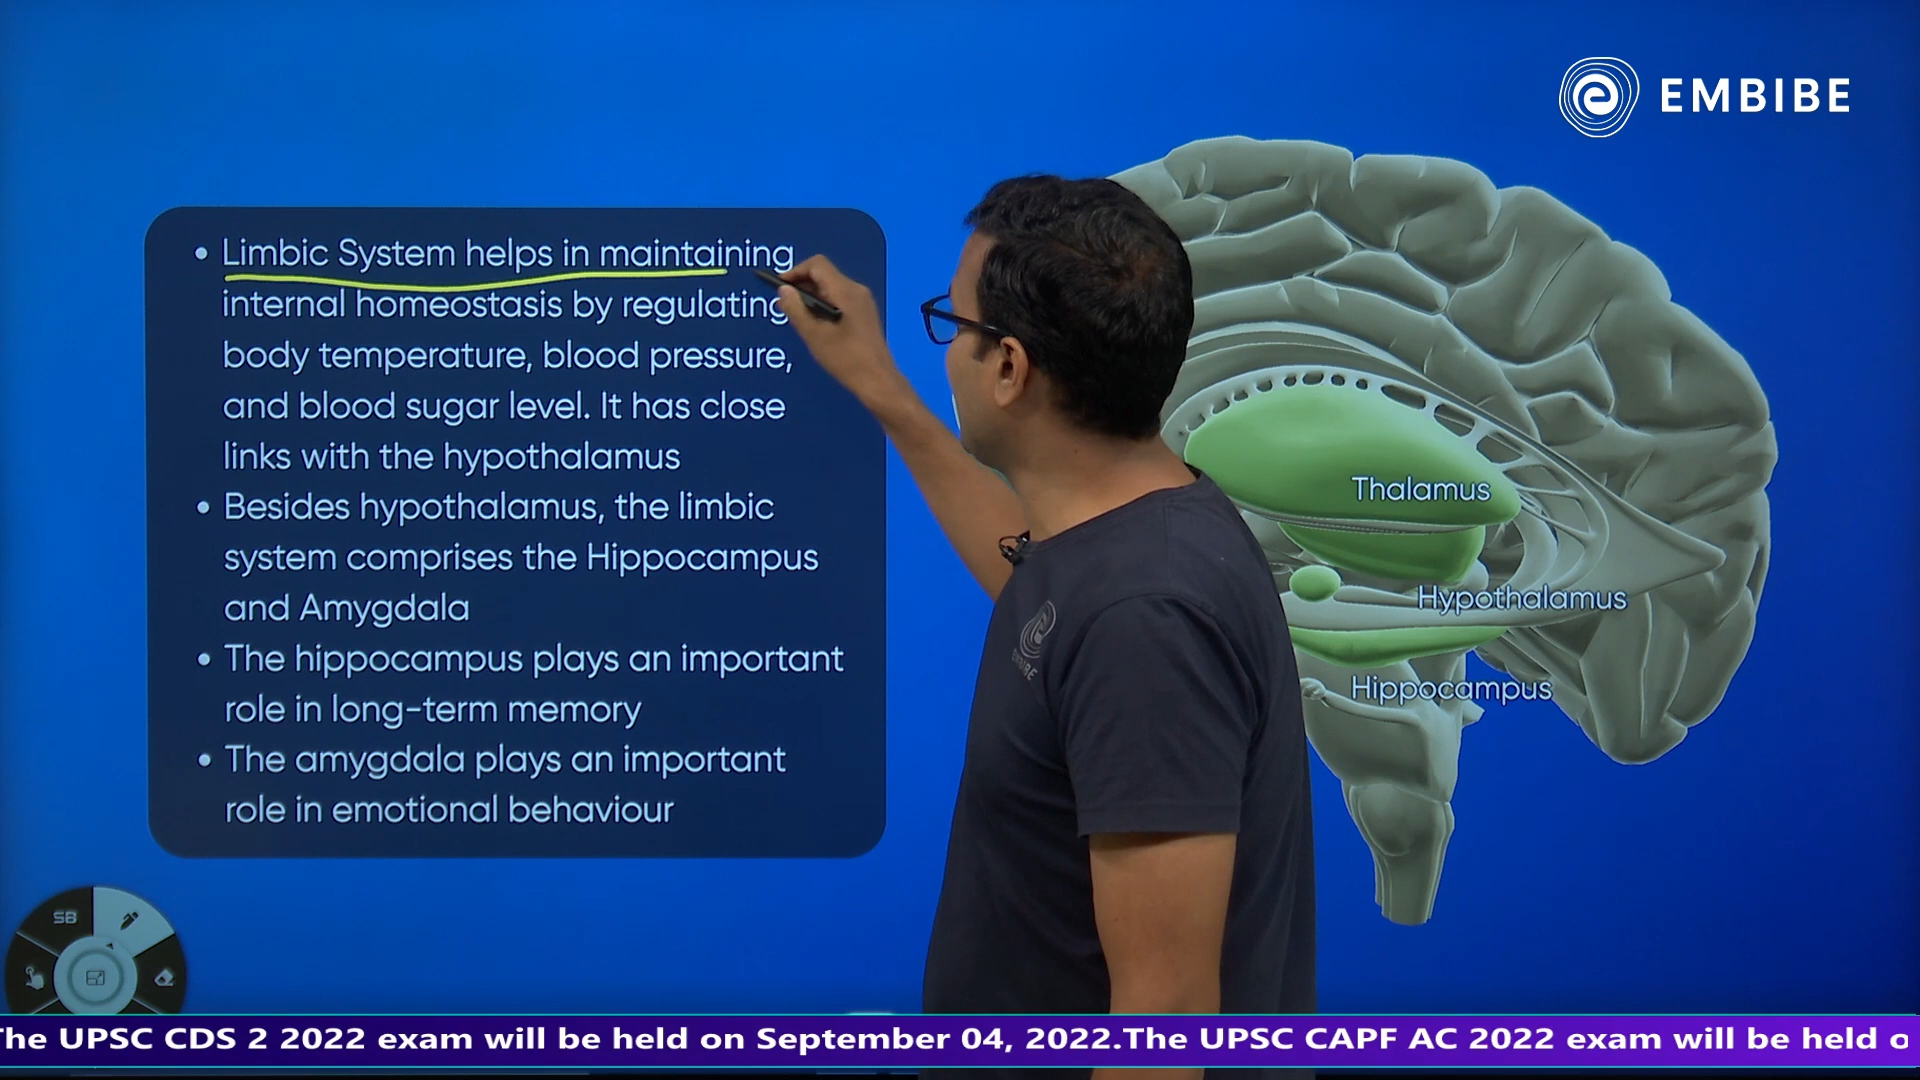 EMBIBE
• Limbic System helps in maintaining
internal homeostasis by regulating
body temperature, blood pressure,
and blood sugar level. It has close
links with the hypothalamus
• Besides hypothalamus, the limbic
system comprises the Hippocampus
and Amygdala
• The hippocampus plays an important
role in long-term memory
• The amygdala plays an important
role in emotional behaviour
Thalamus
Hypothalamus
Hippocampus
EMBIBE
SB
The UPSC CDS 2 2022 exam will be held on September 04, 2022.The UPSC CAPF AC 2022 exam will be held o